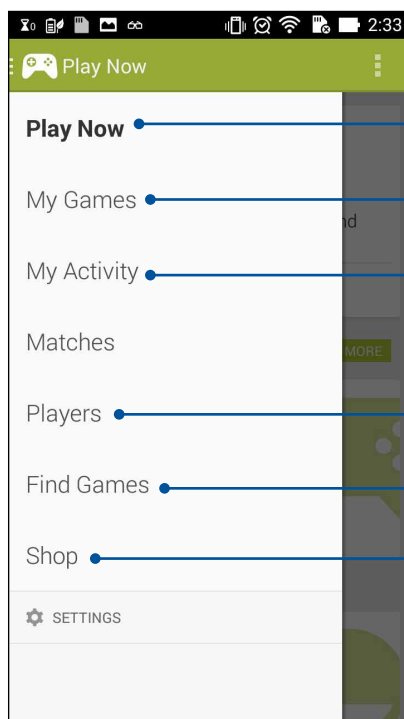 2:33
Play Now
Play Now
My Games
nd
My Activity
Matches
MORE
Players
Find Games
Shop
SETTINGS